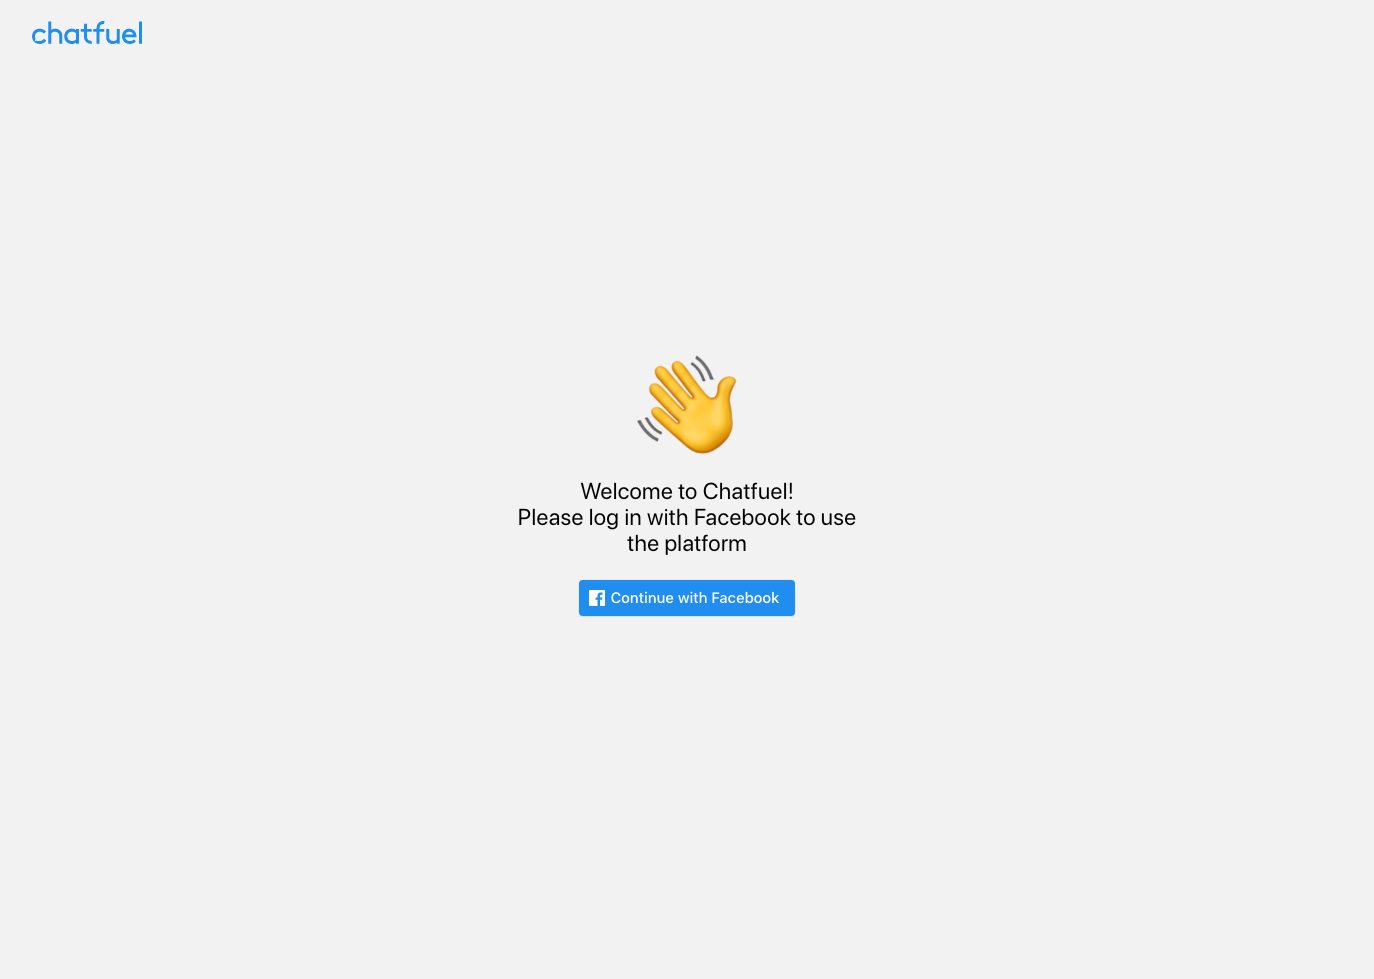 chatfuel
Welcome to Chatfuel!
Please log in with Facebook to use
the platform
Continue with Facebook